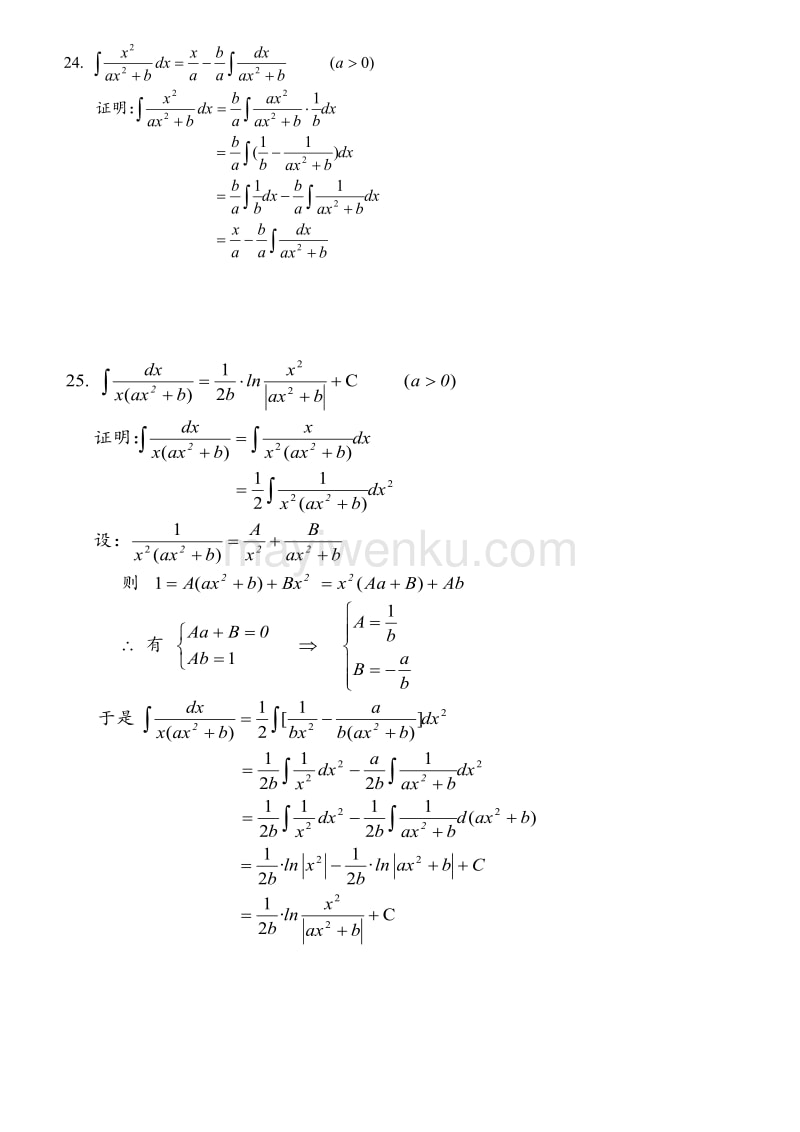 24. ∫ x²/(ax²+b) dx = x/a − b/a ∫ dx/(ax²+b) (a > 0)
证明: ∫ x²/(ax²+b) dx = b/a ∫ ax²/(ax²+b) · 1/b dx
= b/a ∫ (1/b − 1/(ax²+b))dx
= b/a ∫ 1/b dx − b/a ∫ 1/(ax²+b) dx
= x/a − b/a ∫ dx/(ax²+b)
25. ∫ dx/(x(ax²+b)) = 1/2b · ln x²/|ax²+b| + C (a > 0)
证明: ∫ dx/(x(ax²+b)) = ∫ x/(x²(ax²+b)) dx
= 1/2 ∫ 1/(x²(ax²+b)) dx²
设: 1/(x²(ax²+b)) = A/x² + B/(ax²+b)
mayiwenku.com
则 1 = A(ax²+b) + Bx² = x²(Aa+B) + Ab
∴ 有 { Aa+B=0 Ab=1 ⇒ { A=1/b B=−a/b
于是 ∫ dx/(x(ax²+b)) = 1/2 ∫ [1/bx² − a/(b(ax²+b))]dx²
= 1/2b ∫ 1/x² dx² − a/2b ∫ 1/(ax²+b) dx²
= 1/2b ∫ 1/x² dx² − 1/2b ∫ 1/(ax²+b) d(ax²+b)
= 1/2b · ln|x²| − 1/2b · ln|ax²+b| + C
= 1/2b · ln x²/|ax²+b| + C